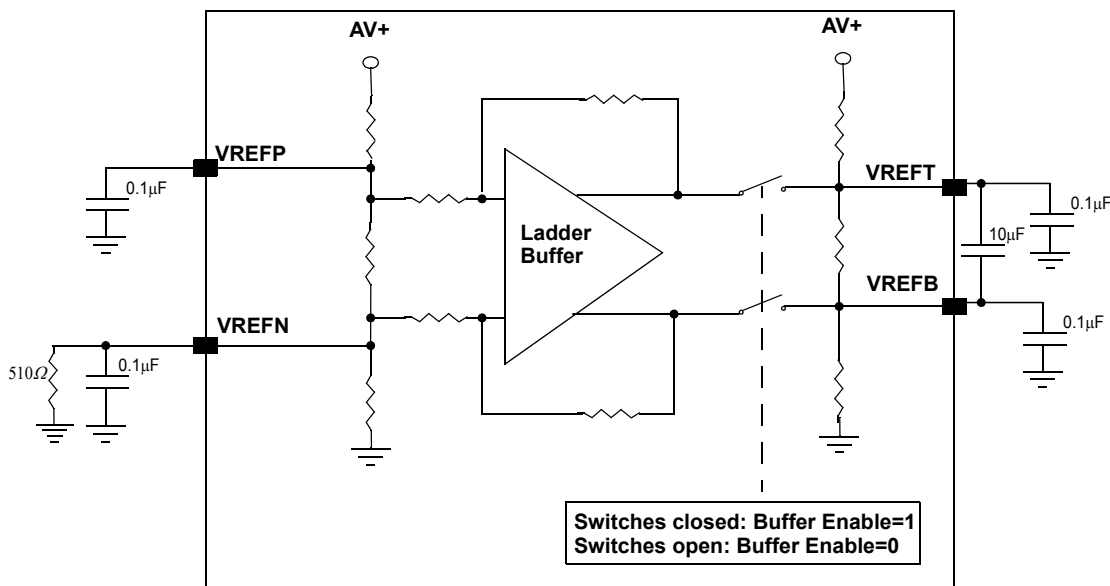 AV+
AV+
VREFP
0.1μF
VREFT
0.1μF
Ladder
Buffer
10μF
VREFB
VREFN
0.1μF
510Ω
0.1μF
Switches closed: Buffer Enable=1
Switches open: Buffer Enable=0